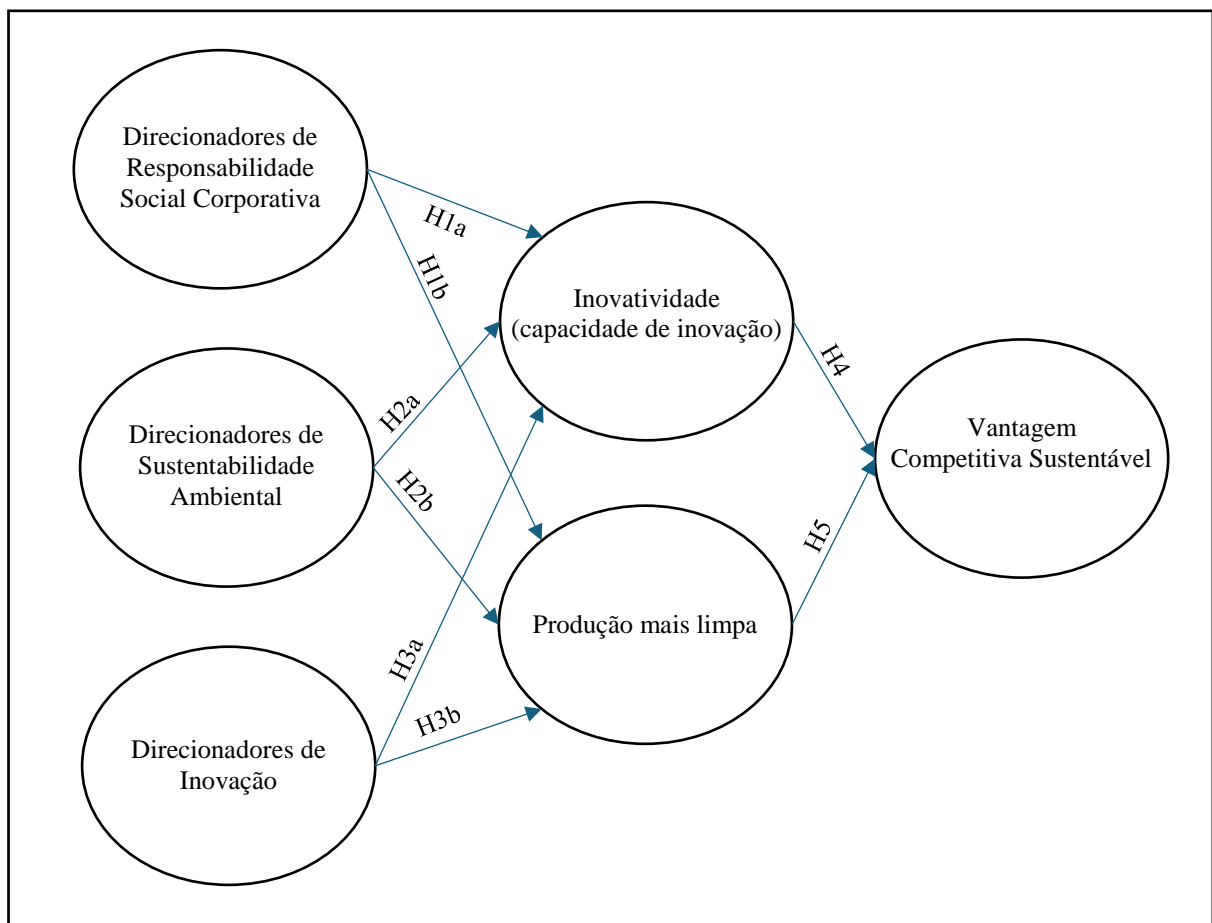 Direcionadores de
Responsabilidade
Social Corporativa
H1a
H1b
Inovatividade
(capacidade de inovação)
H4
H2a
Direcionadores de
Sustentabilidade
Ambiental
H2b
Vantagem
Competitiva Sustentável
H5
Produção mais limpa
H3a
H3b
Direcionadores de
Inovação